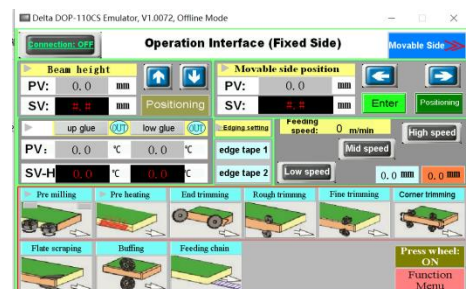 Delta DOP-110CS Emulator, V1.0072, Offline Mode
Connection: OFF
Operation Interface (Fixed Side)
Movable Side
Beam height
PV: 0.0 mm
SV: #.# mm
Positioning
Movable side position
PV: 0.0 mm
SV: #.# mm
Enter
Positioning
up glue OUT low glue OUT
PV: 0.0 ℃ 0.0 ℃
SV-H 0.0 ℃ 0.0 ℃
Edging setting
edge tape 1
edge tape 2
Feeding
speed: 0 m/min
High speed
Mid speed
Low speed
0.0 mm 0.0 mm
Pre milling
Pre heating
End trimming
Rough trimming
Fine trimming
Corner trimming
Flate scraping
Buffing
Feeding chain
Press wheel:
ON
Function
Menu